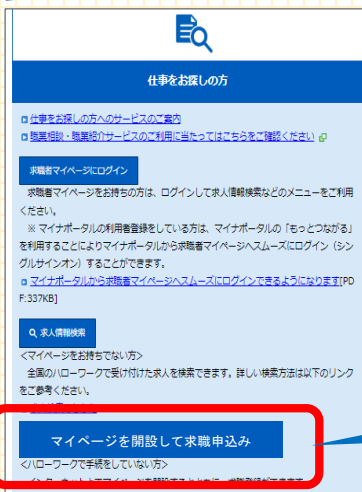 仕事をお探しの方
仕事をお探しの方へのサービスのご案内
職業相談・職業紹介サービスのご利用に当たってはこちらをご確認ください
求職者マイページにログイン
求職者マイページをお持ちの方は、ログインして求人情報検索などのメニューをご利用
ください。
※ マイナポータルの利用者登録をしている方は、マイナポータルの「もっとつながる」
を利用することによりマイナポータルから求職者マイページへスムーズにログイン（シン
グルサインオン）することができます。
マイナポータルから求職者マイページへスムーズにログインできるようになります[PD
F:337KB]
求人情報検索
<マイページをお持ちでない方>
全国のハローワークで受け付けた求人を検索できます。詳しい検索方法は以下のリンク
をご参考ください。
マイページを開設して求職申込み
<ハローワークで手続をしていない方>